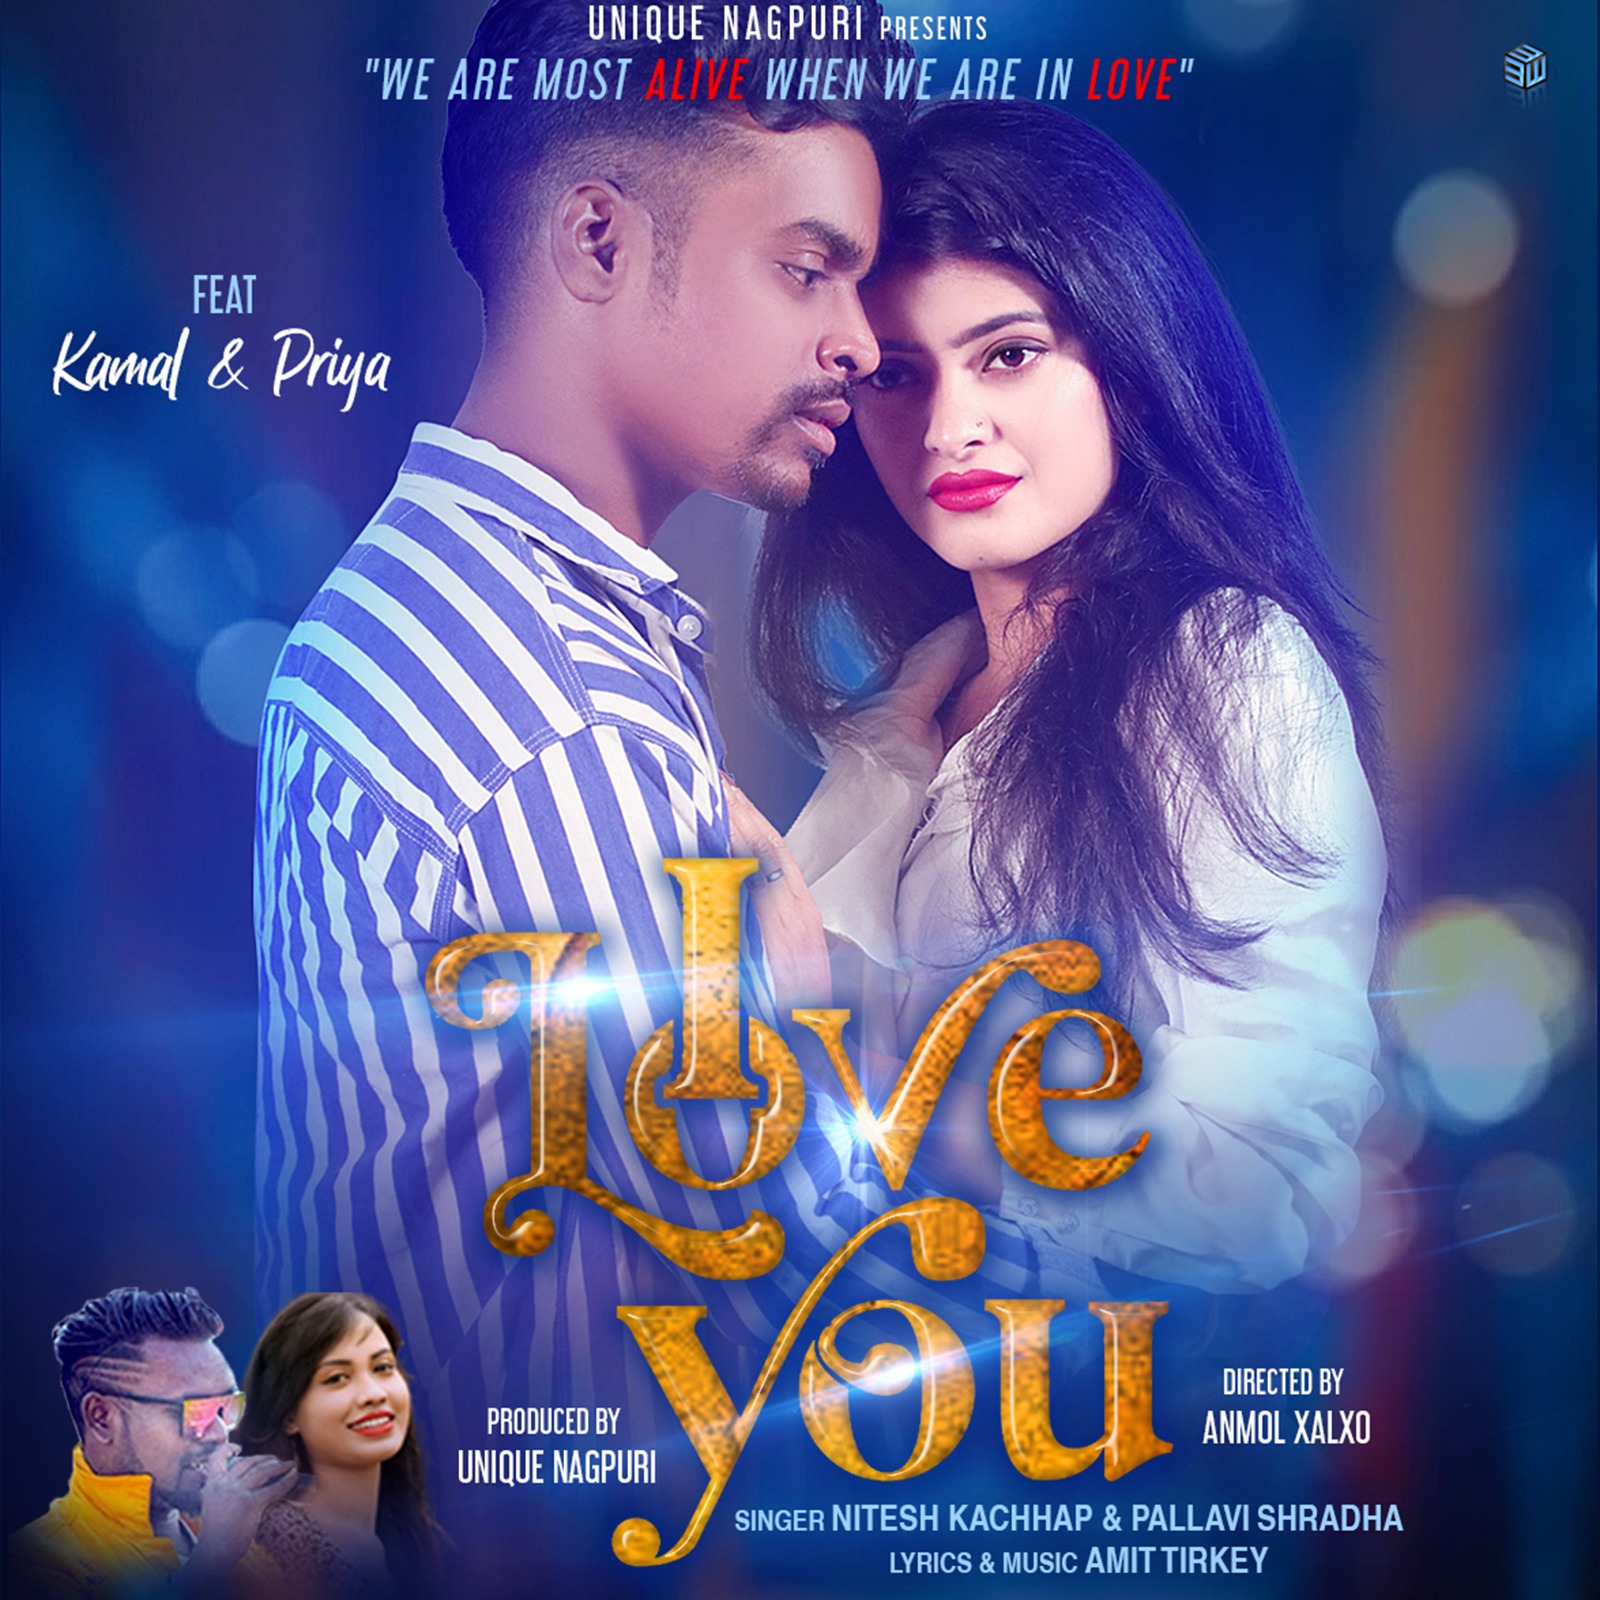 UNIQUE NAGPURI PRESENTS
"WE ARE MOST ALIVE WHEN WE ARE IN LOVE"
FEAT
Kamal & Priya
I
Love
you
PRODUCED BY
UNIQUE NAGPURI
DIRECTED BY
ANMOL XALXO
SINGER NITESH KACHHAP & PALLAVI SHRADHA
LYRICS & MUSIC AMIT TIRKEY